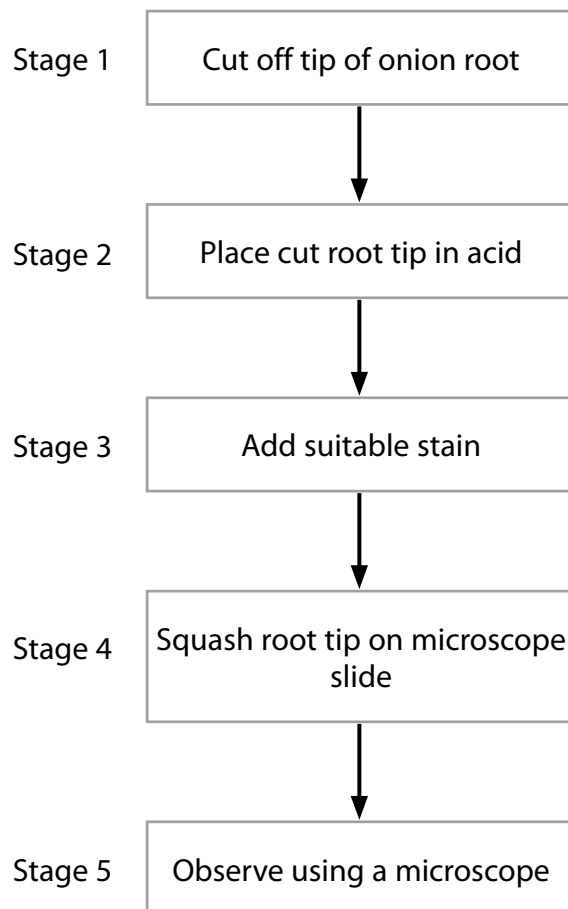 Stage 1
Cut off tip of onion root
Stage 2
Place cut root tip in acid
Stage 3
Add suitable stain
Stage 4
Squash root tip on microscope
slide
Stage 5
Observe using a microscope